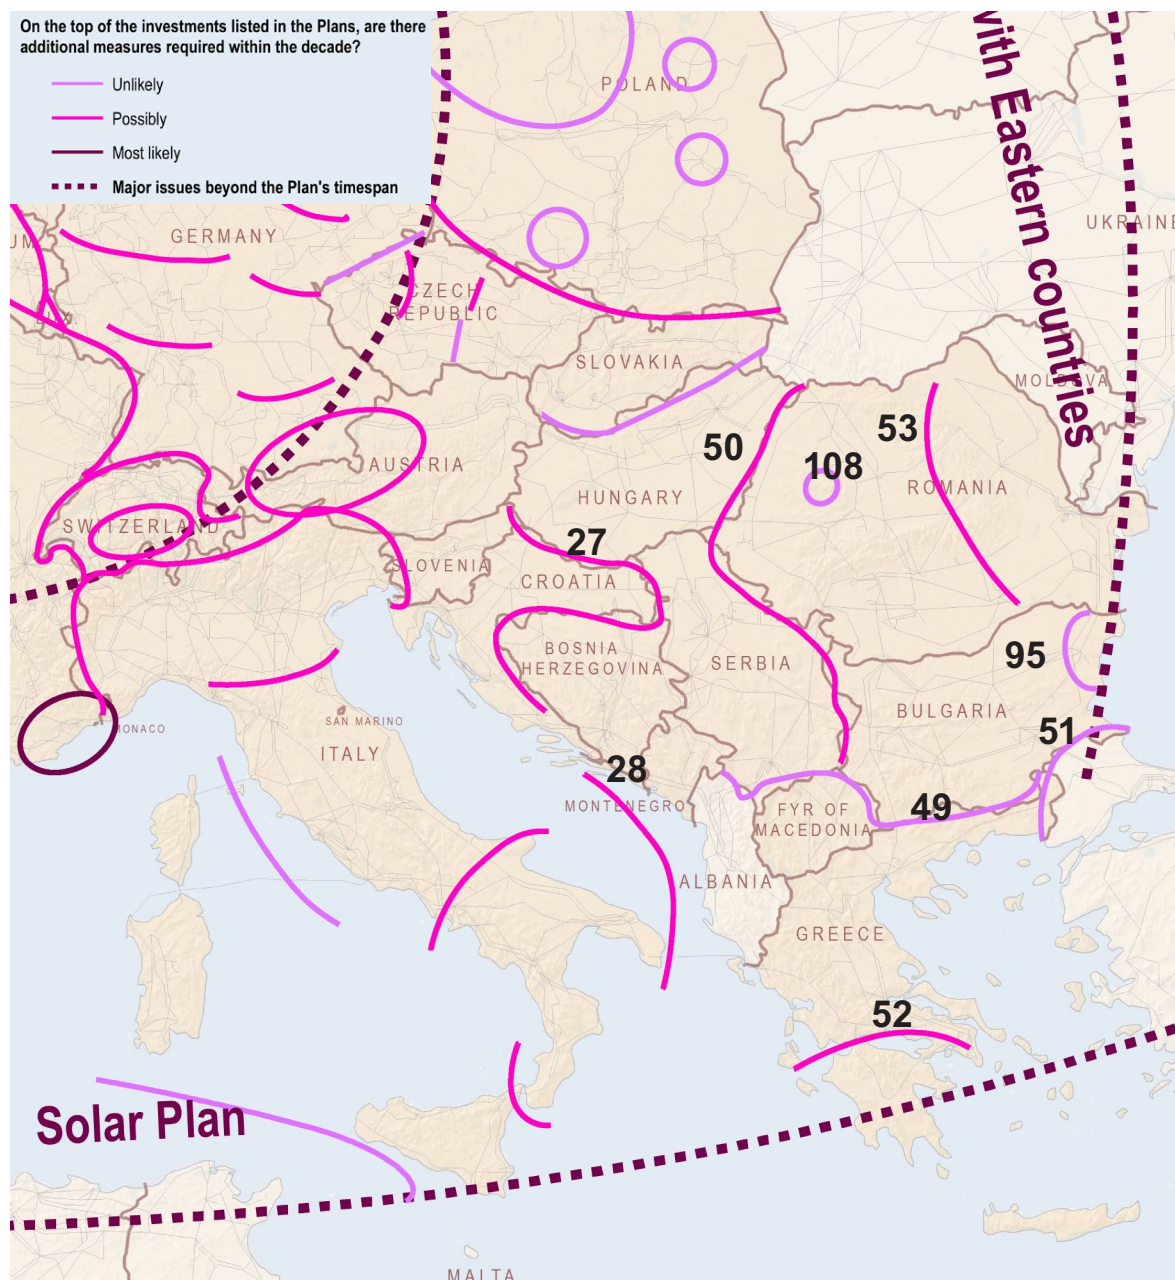 On the top of the investments listed in the Plans, are there
additional measures required within the decade?
Unlikely
Possibly
Most likely
Major issues beyond the Plan's timespan
with Eastern countries
POLAND
UKRAINE
GERMANY
UM
LUX
CZECH
REPUBLIC
SLOVAKIA
MOLDOVA
53
50
108
AUSTRIA
ROMANIA
HUNGARY
SWITZERLAND
27
SLOVENIA
CROATIA
BOSNIA
HERZEGOVINA
SERBIA
95
BULGARIA
SAN MARINO
MONACO
ITALY
51
28
MONTENEGRO
49
FYR OF
MACEDONIA
ALBANIA
GREECE
52
Solar Plan
MALTA